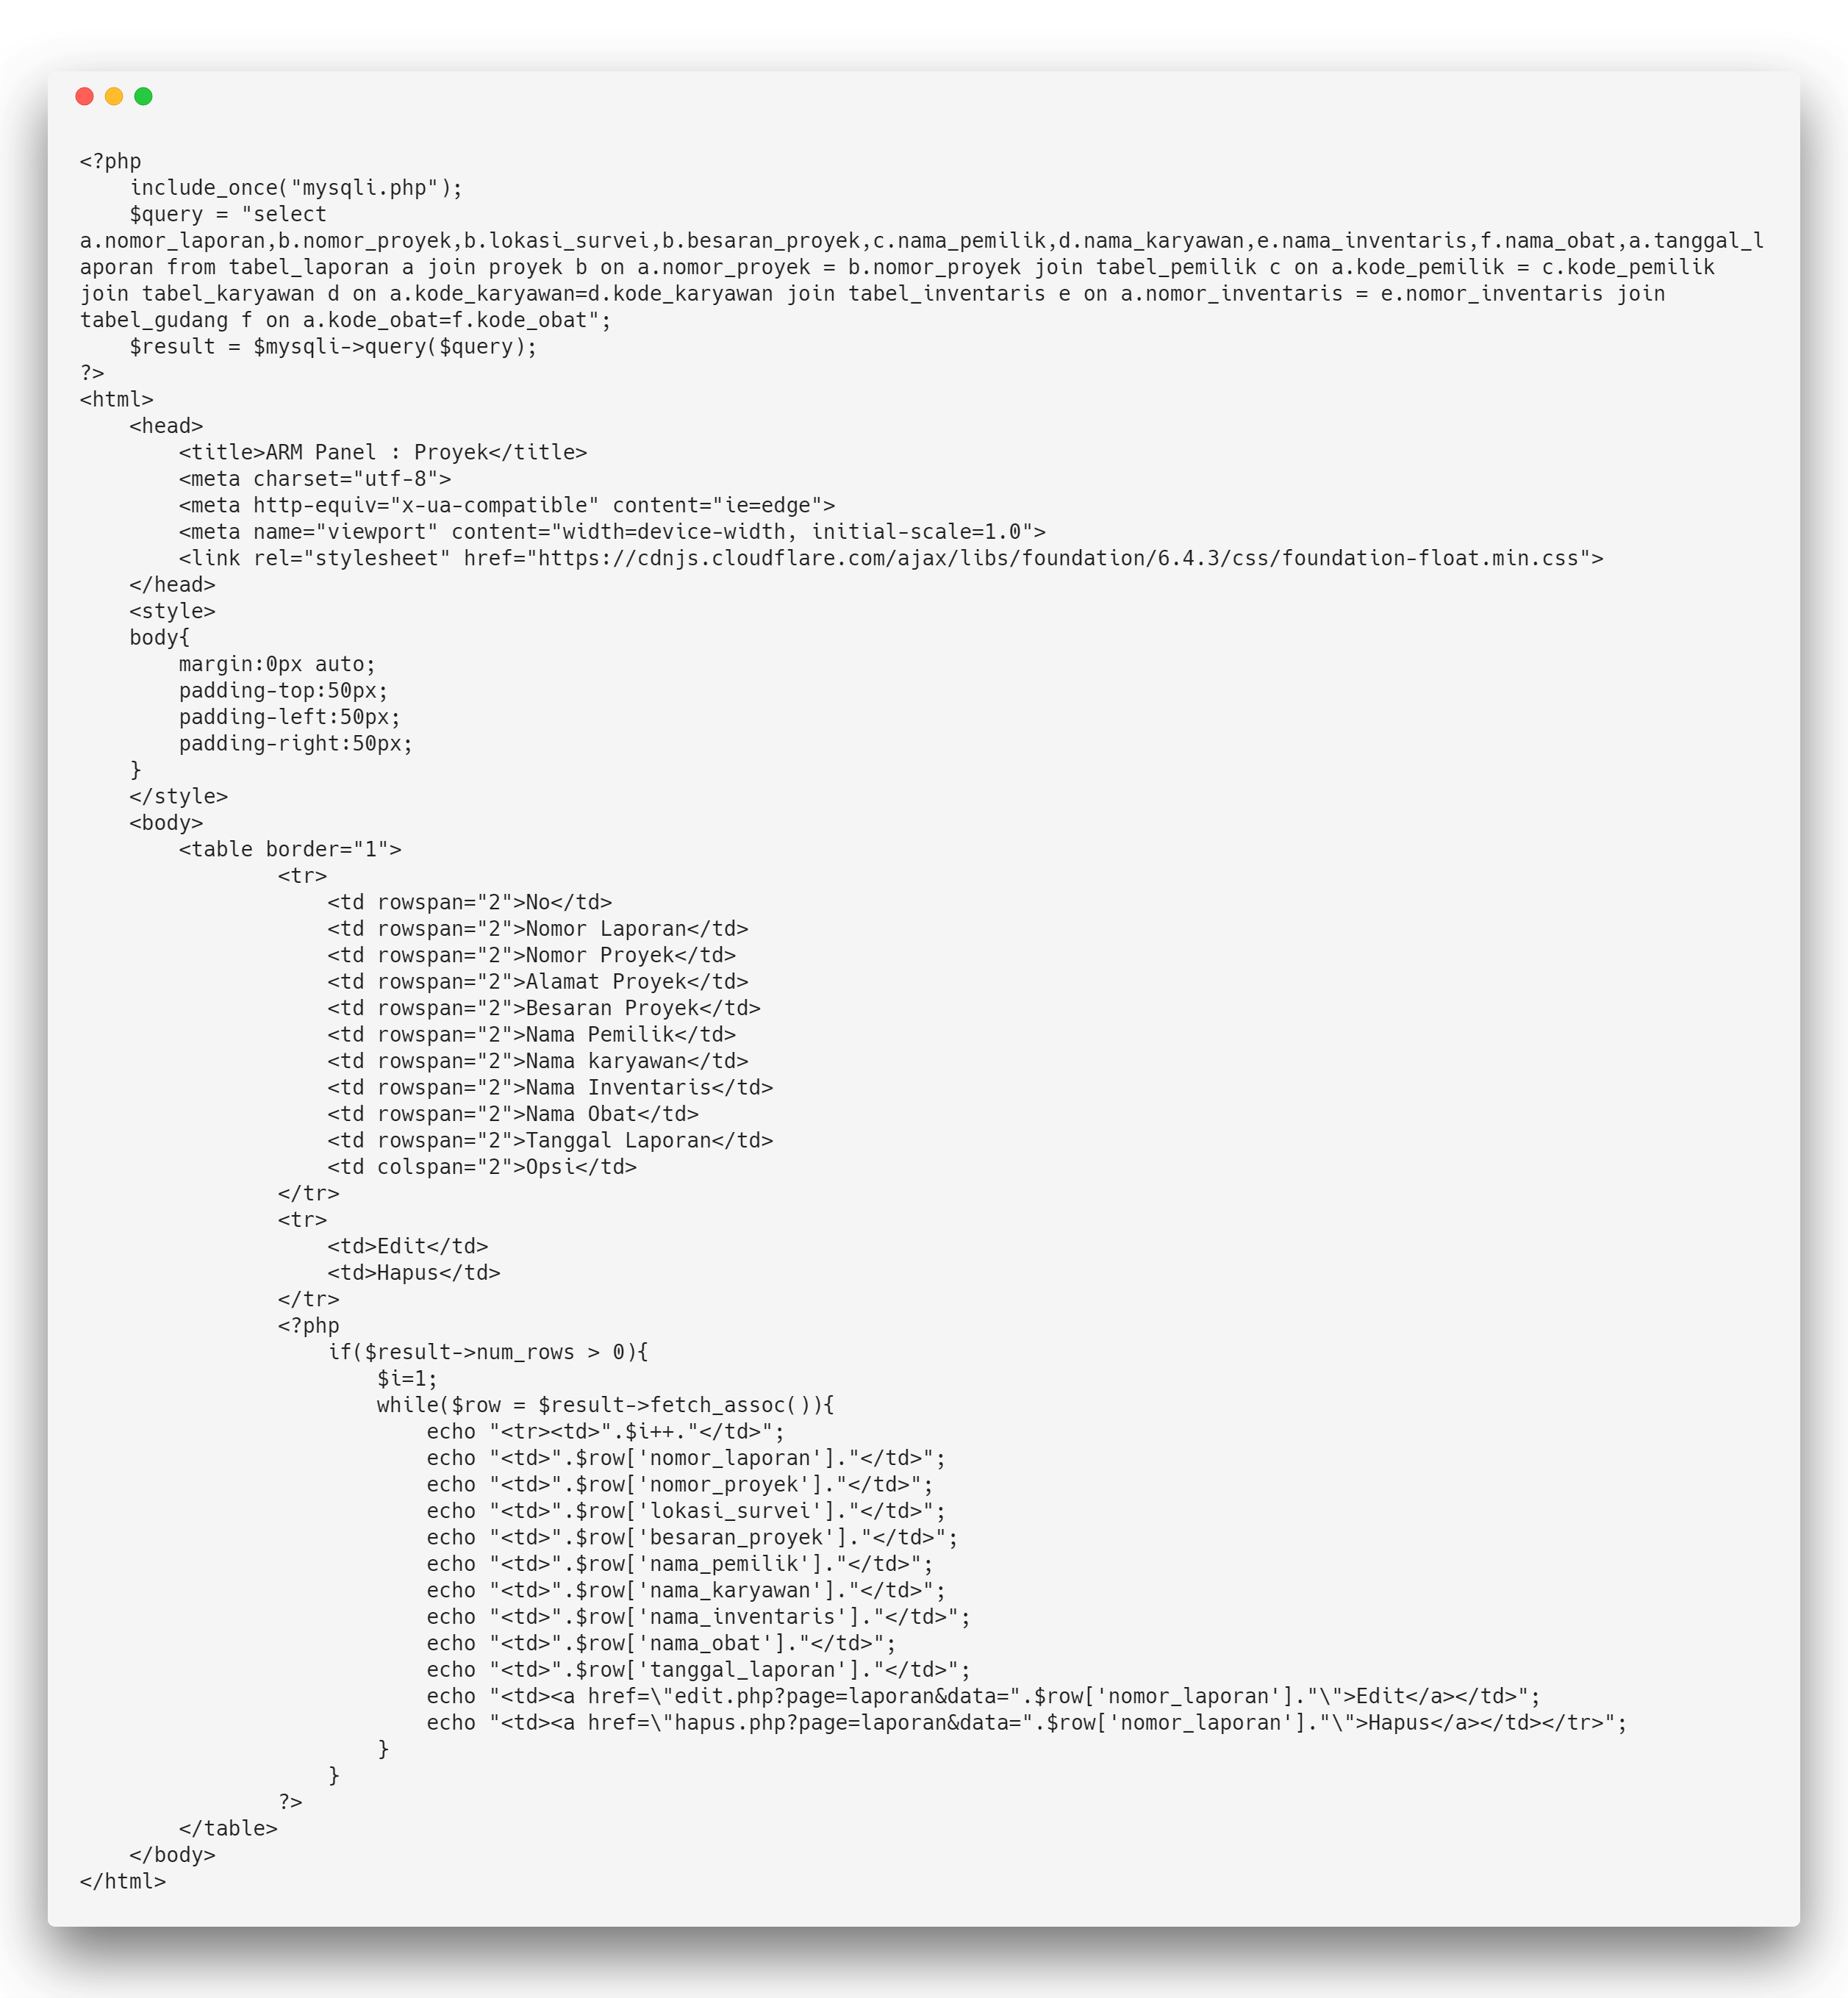 <?php
    include_once("mysqli.php");
    $query = "select
a.nomor_laporan,b.nomor_proyek,b.lokasi_survei,b.besaran_proyek,c.nama_pemilik,d.nama_karyawan,e.nama_inventaris,f.nama_obat,a.tanggal_l
aporan from tabel_laporan a join proyek b on a.nomor_proyek = b.nomor_proyek join tabel_pemilik c on a.kode_pemilik = c.kode_pemilik
join tabel_karyawan d on a.kode_karyawan=d.kode_karyawan join tabel_inventaris e on a.nomor_inventaris = e.nomor_inventaris join
tabel_gudang f on a.kode_obat=f.kode_obat";
    $result = $mysqli->query($query);
?>
<html>
    <head>
        <title>ARM Panel : Proyek</title>
        <meta charset="utf-8">
        <meta http-equiv="x-ua-compatible" content="ie=edge">
        <meta name="viewport" content="width=device-width, initial-scale=1.0">
        <link rel="stylesheet" href="https://cdnjs.cloudflare.com/ajax/libs/foundation/6.4.3/css/foundation-float.min.css">
    </head>
    <style>
    body{
        margin:0px auto;
        padding-top:50px;
        padding-left:50px;
        padding-right:50px;
    }
    </style>
    <body>
        <table border="1">
                <tr>
                    <td rowspan="2">No</td>
                    <td rowspan="2">Nomor Laporan</td>
                    <td rowspan="2">Nomor Proyek</td>
                    <td rowspan="2">Alamat Proyek</td>
                    <td rowspan="2">Besaran Proyek</td>
                    <td rowspan="2">Nama Pemilik</td>
                    <td rowspan="2">Nama karyawan</td>
                    <td rowspan="2">Nama Inventaris</td>
                    <td rowspan="2">Nama Obat</td>
                    <td rowspan="2">Tanggal Laporan</td>
                    <td colspan="2">Opsi</td>
                </tr>
                <tr>
                    <td>Edit</td>
                    <td>Hapus</td>
                </tr>
                <?php
                    if($result->num_rows > 0){
                        $i=1;
                        while($row = $result->fetch_assoc()){
                            echo "<tr><td>".$i++."</td>";
                            echo "<td>".$row['nomor_laporan']."</td>";
                            echo "<td>".$row['nomor_proyek']."</td>";
                            echo "<td>".$row['lokasi_survei']."</td>";
                            echo "<td>".$row['besaran_proyek']."</td>";
                            echo "<td>".$row['nama_pemilik']."</td>";
                            echo "<td>".$row['nama_karyawan']."</td>";
                            echo "<td>".$row['nama_inventaris']."</td>";
                            echo "<td>".$row['nama_obat']."</td>";
                            echo "<td>".$row['tanggal_laporan']."</td>";
                            echo "<td><a href=\"edit.php?page=laporan&data=".$row['nomor_laporan']."\">Edit</a></td>";
                            echo "<td><a href=\"hapus.php?page=laporan&data=".$row['nomor_laporan']."\">Hapus</a></td></tr>";
                        }
                    }
                ?>
        </table>
    </body>
</html>